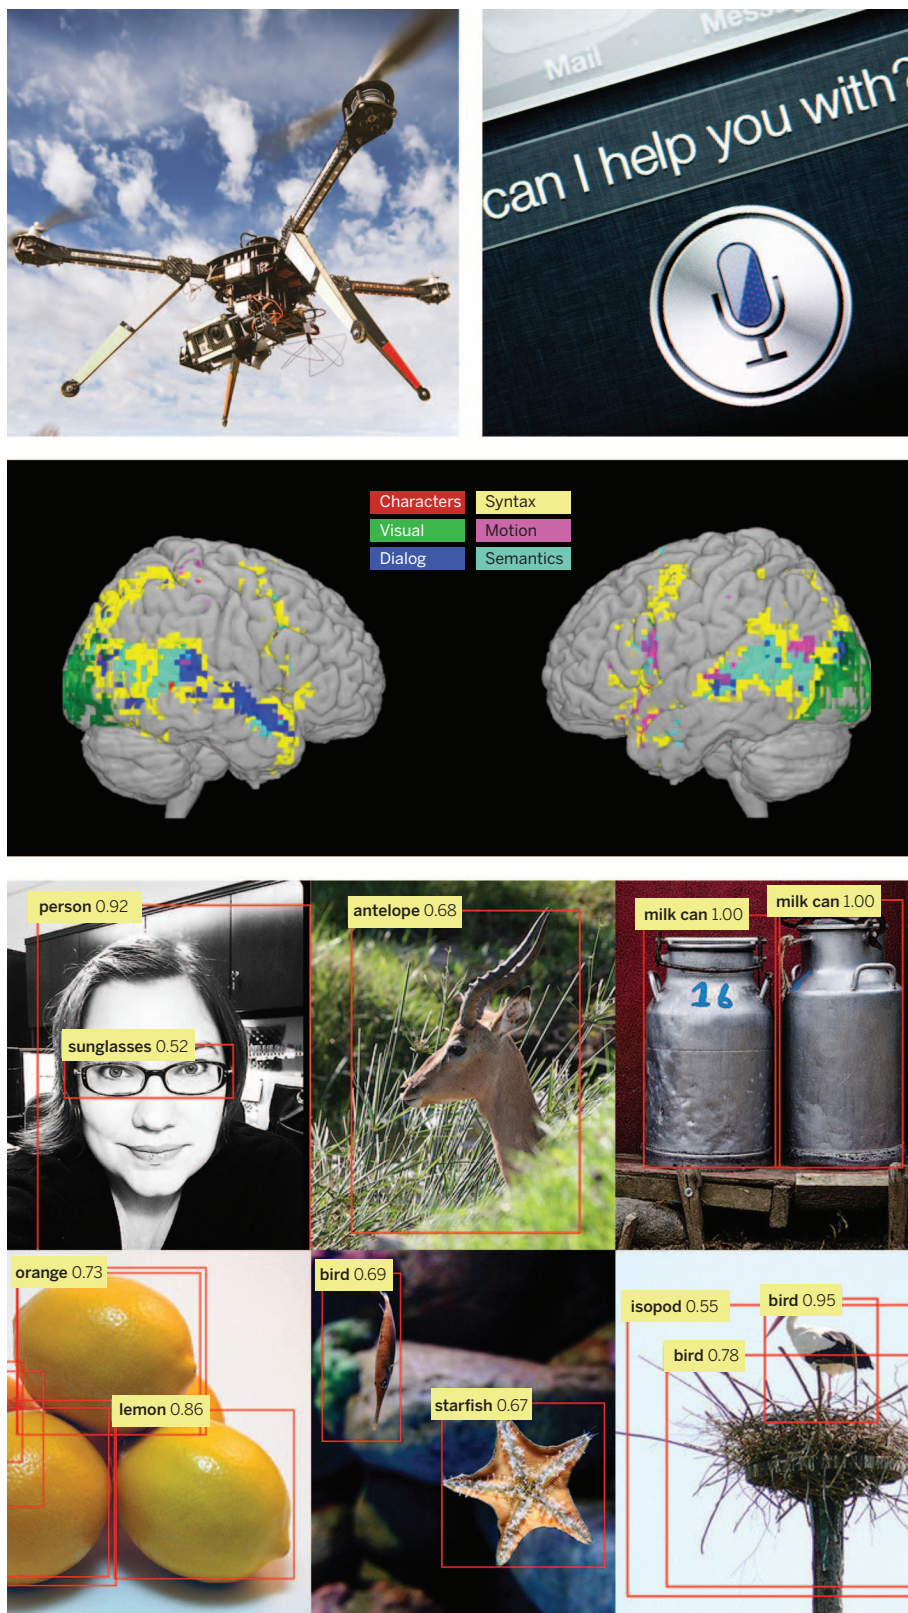 Mail
Messag
can I help you with?
Characters
Syntax
Visual
Motion
Dialog
Semantics
person 0.92
antelope 0.68
milk can 1.00
milk can 1.00
sunglasses 0.52
16
orange 0.73
bird 0.69
isopod 0.55
bird 0.95
bird 0.78
lemon 0.86
starfish 0.67